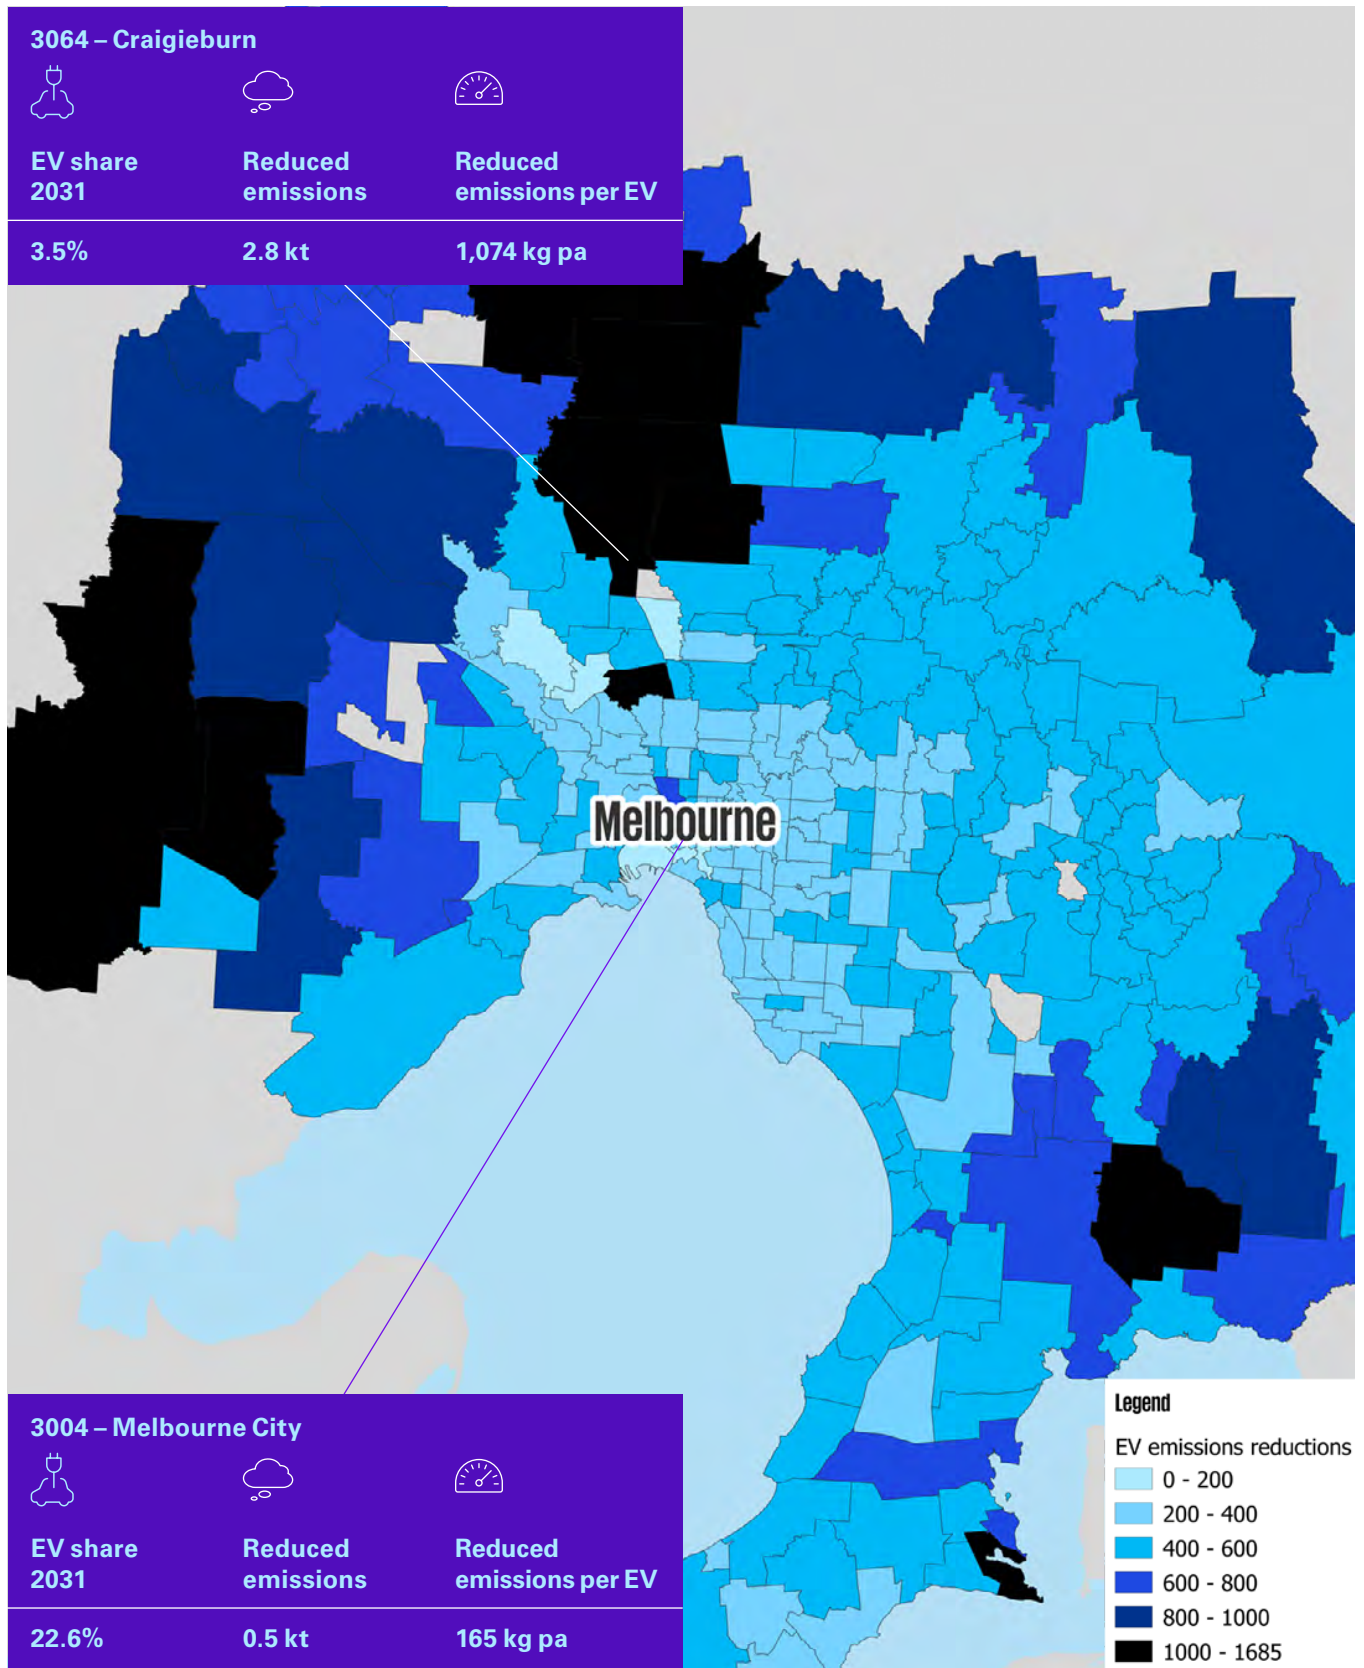 3064 – Craigieburn
EV share
2031
Reduced
emissions
Reduced
emissions per EV
3.5%
2.8 kt
1,074 kg pa
Melbourne
3004 – Melbourne City
EV share
2031
Reduced
emissions
Reduced
emissions per EV
22.6%
0.5 kt
165 kg pa
Legend
EV emissions reductions
0 - 200
200 - 400
400 - 600
600 - 800
800 - 1000
1000 - 1685